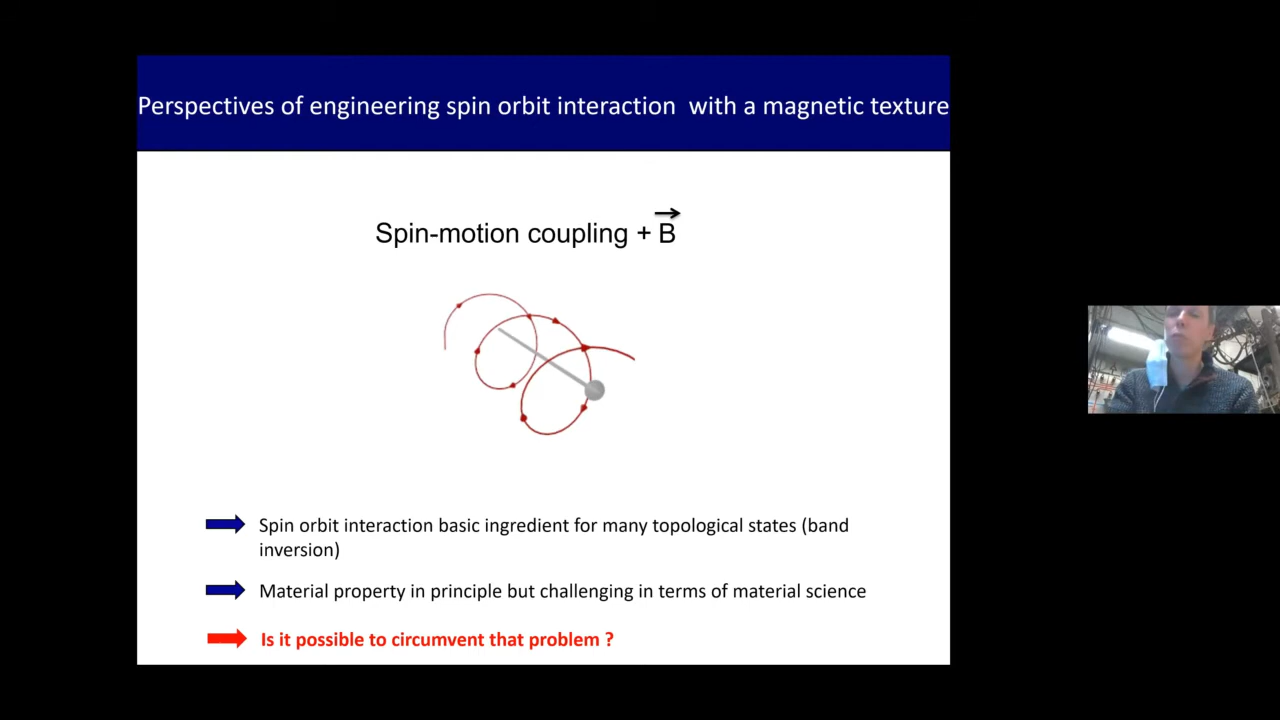 Perspectives of engineering spin orbit interaction with a magnetic texture
Spin-motion coupling + B
Spin orbit interaction basic ingredient for many topological states (band
inversion)
Material property in principle but challenging in terms of material science
Is it possible to circumvent that problem ?